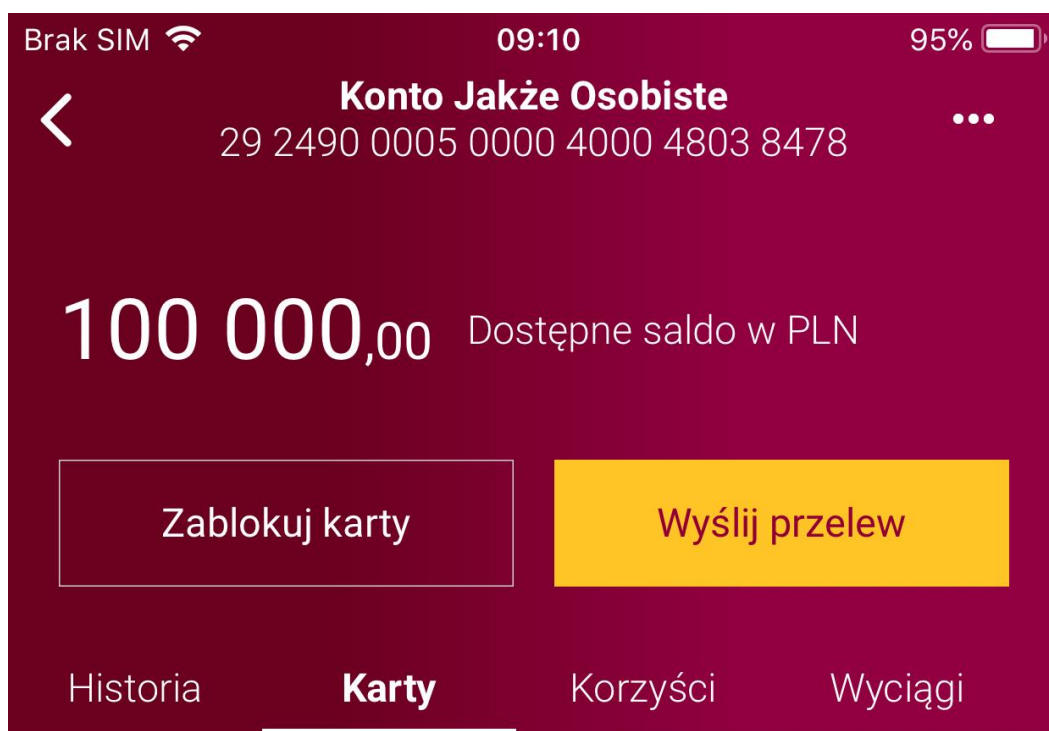 Brak SIM 09:10 95%
Konto Jakże Osobiste
29 2490 0005 0000 4000 4803 8478
100 000,00 Dostępne saldo w PLN
Zablokuj karty Wyślij przelew
Historia Karty Korzyści Wyciągi